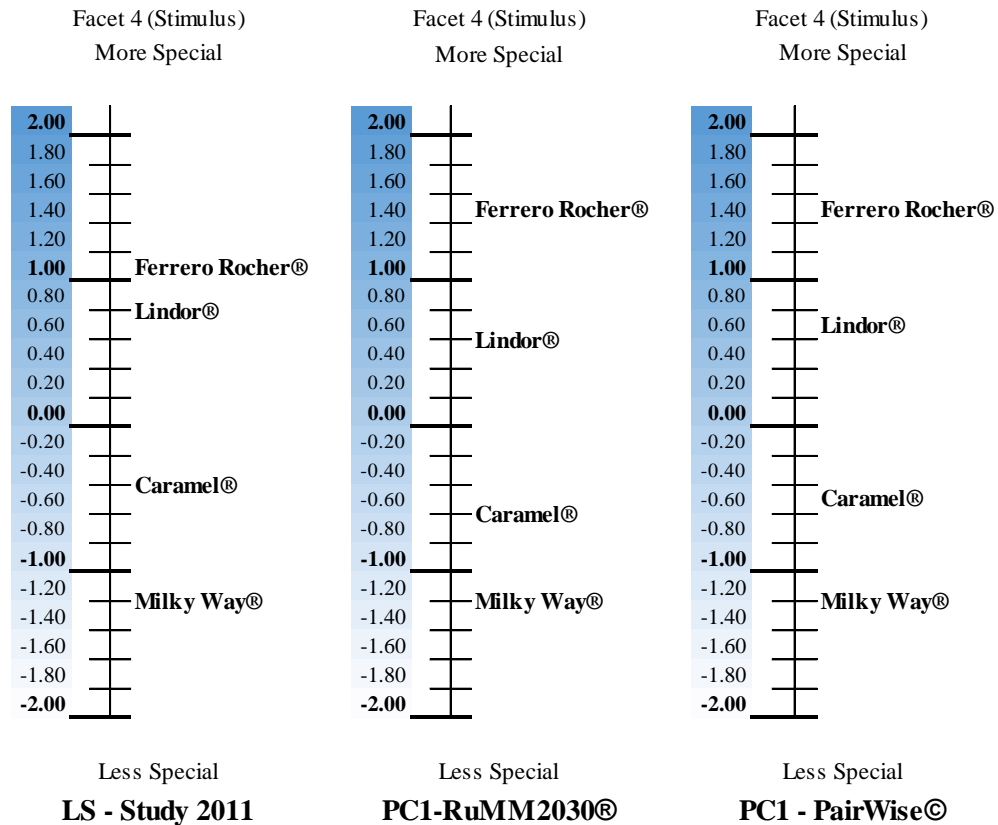 Facet 4 (Stimulus)
More Special
2.00
1.80
1.60
1.40
1.20
1.00
Ferrero Rocher®
0.80
Lindor®
0.60
0.40
0.20
0.00
-0.20
-0.40
Caramel®
-0.60
-0.80
-1.00
-1.20
Milky Way®
-1.40
-1.60
-1.80
-2.00
Less Special
LS - Study 2011
Facet 4 (Stimulus)
More Special
2.00
1.80
1.60
1.40
Ferrero Rocher®
1.20
1.00
0.80
0.60
Lindor®
0.40
0.20
0.00
-0.20
-0.40
-0.60
Caramel®
-0.80
-1.00
-1.20
Milky Way®
-1.40
-1.60
-1.80
-2.00
Less Special
PC1-RuMM2030®
Facet 4 (Stimulus)
More Special
2.00
1.80
1.60
1.40
Ferrero Rocher®
1.20
1.00
0.80
0.60
Lindor®
0.40
0.20
0.00
-0.20
-0.40
-0.60
Caramel®
-0.80
-1.00
-1.20
Milky Way®
-1.40
-1.60
-1.80
-2.00
Less Special
PC1 - PairWise©